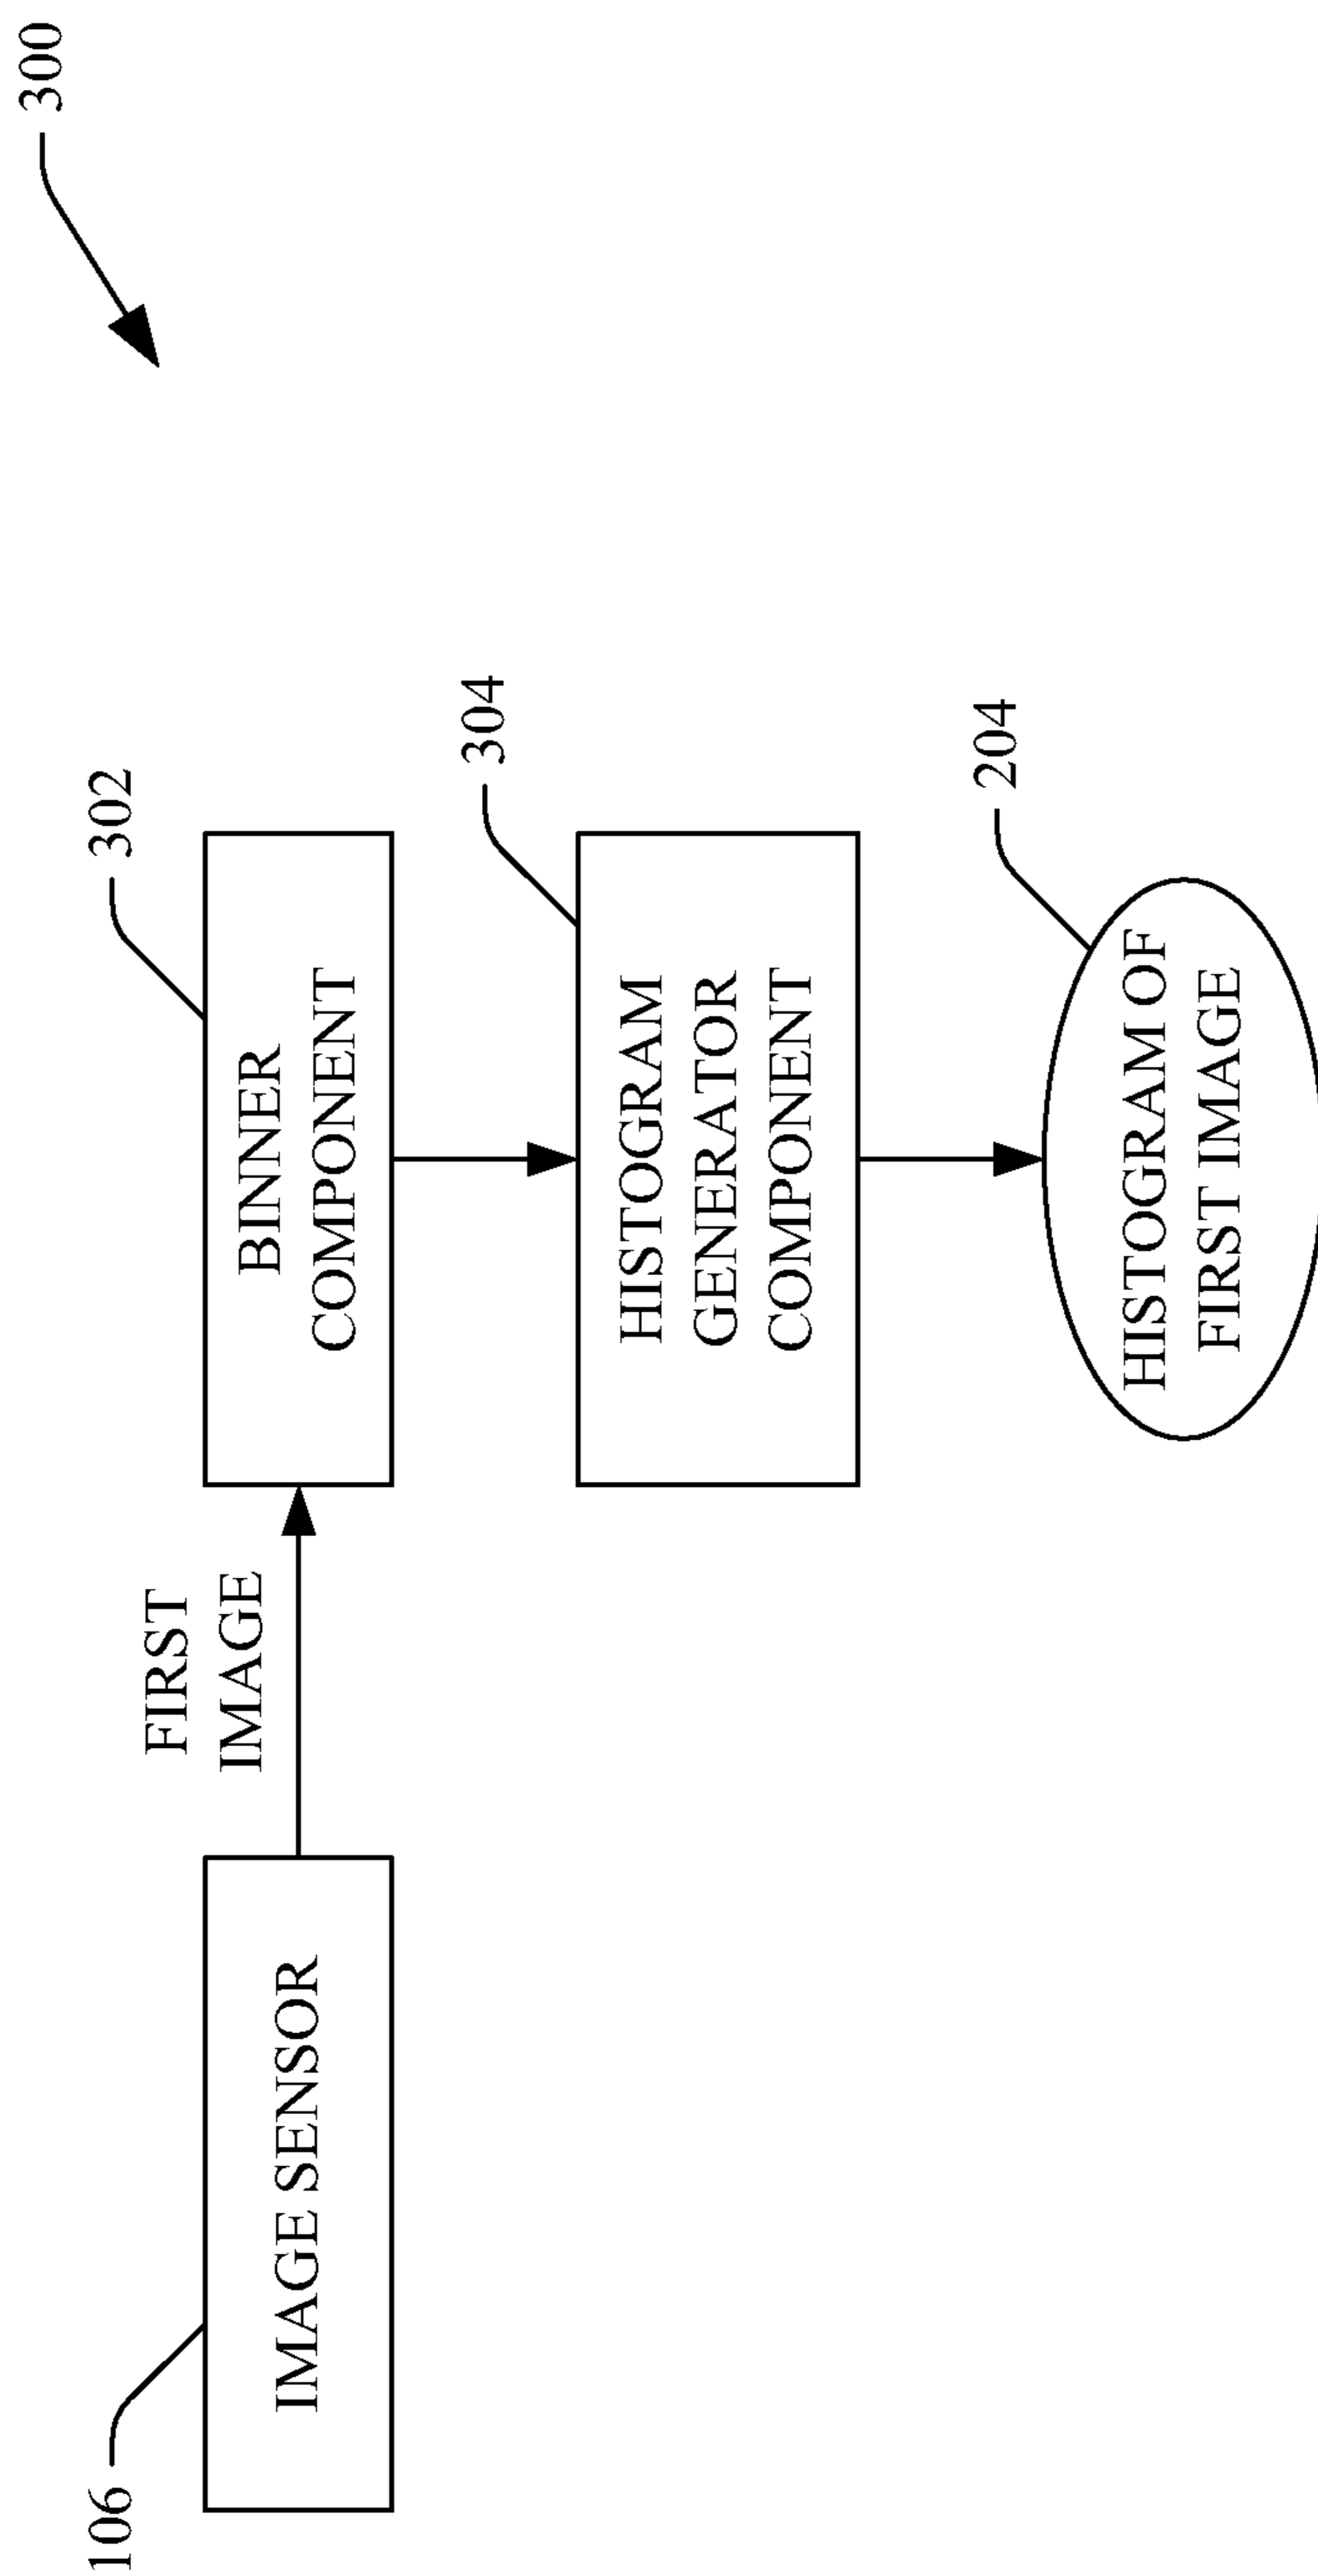 300
106
IMAGE SENSOR
FIRST
IMAGE
302
BINNER
COMPONENT
304
HISTOGRAM
GENERATOR
COMPONENT
204
HISTOGRAM OF
FIRST IMAGE